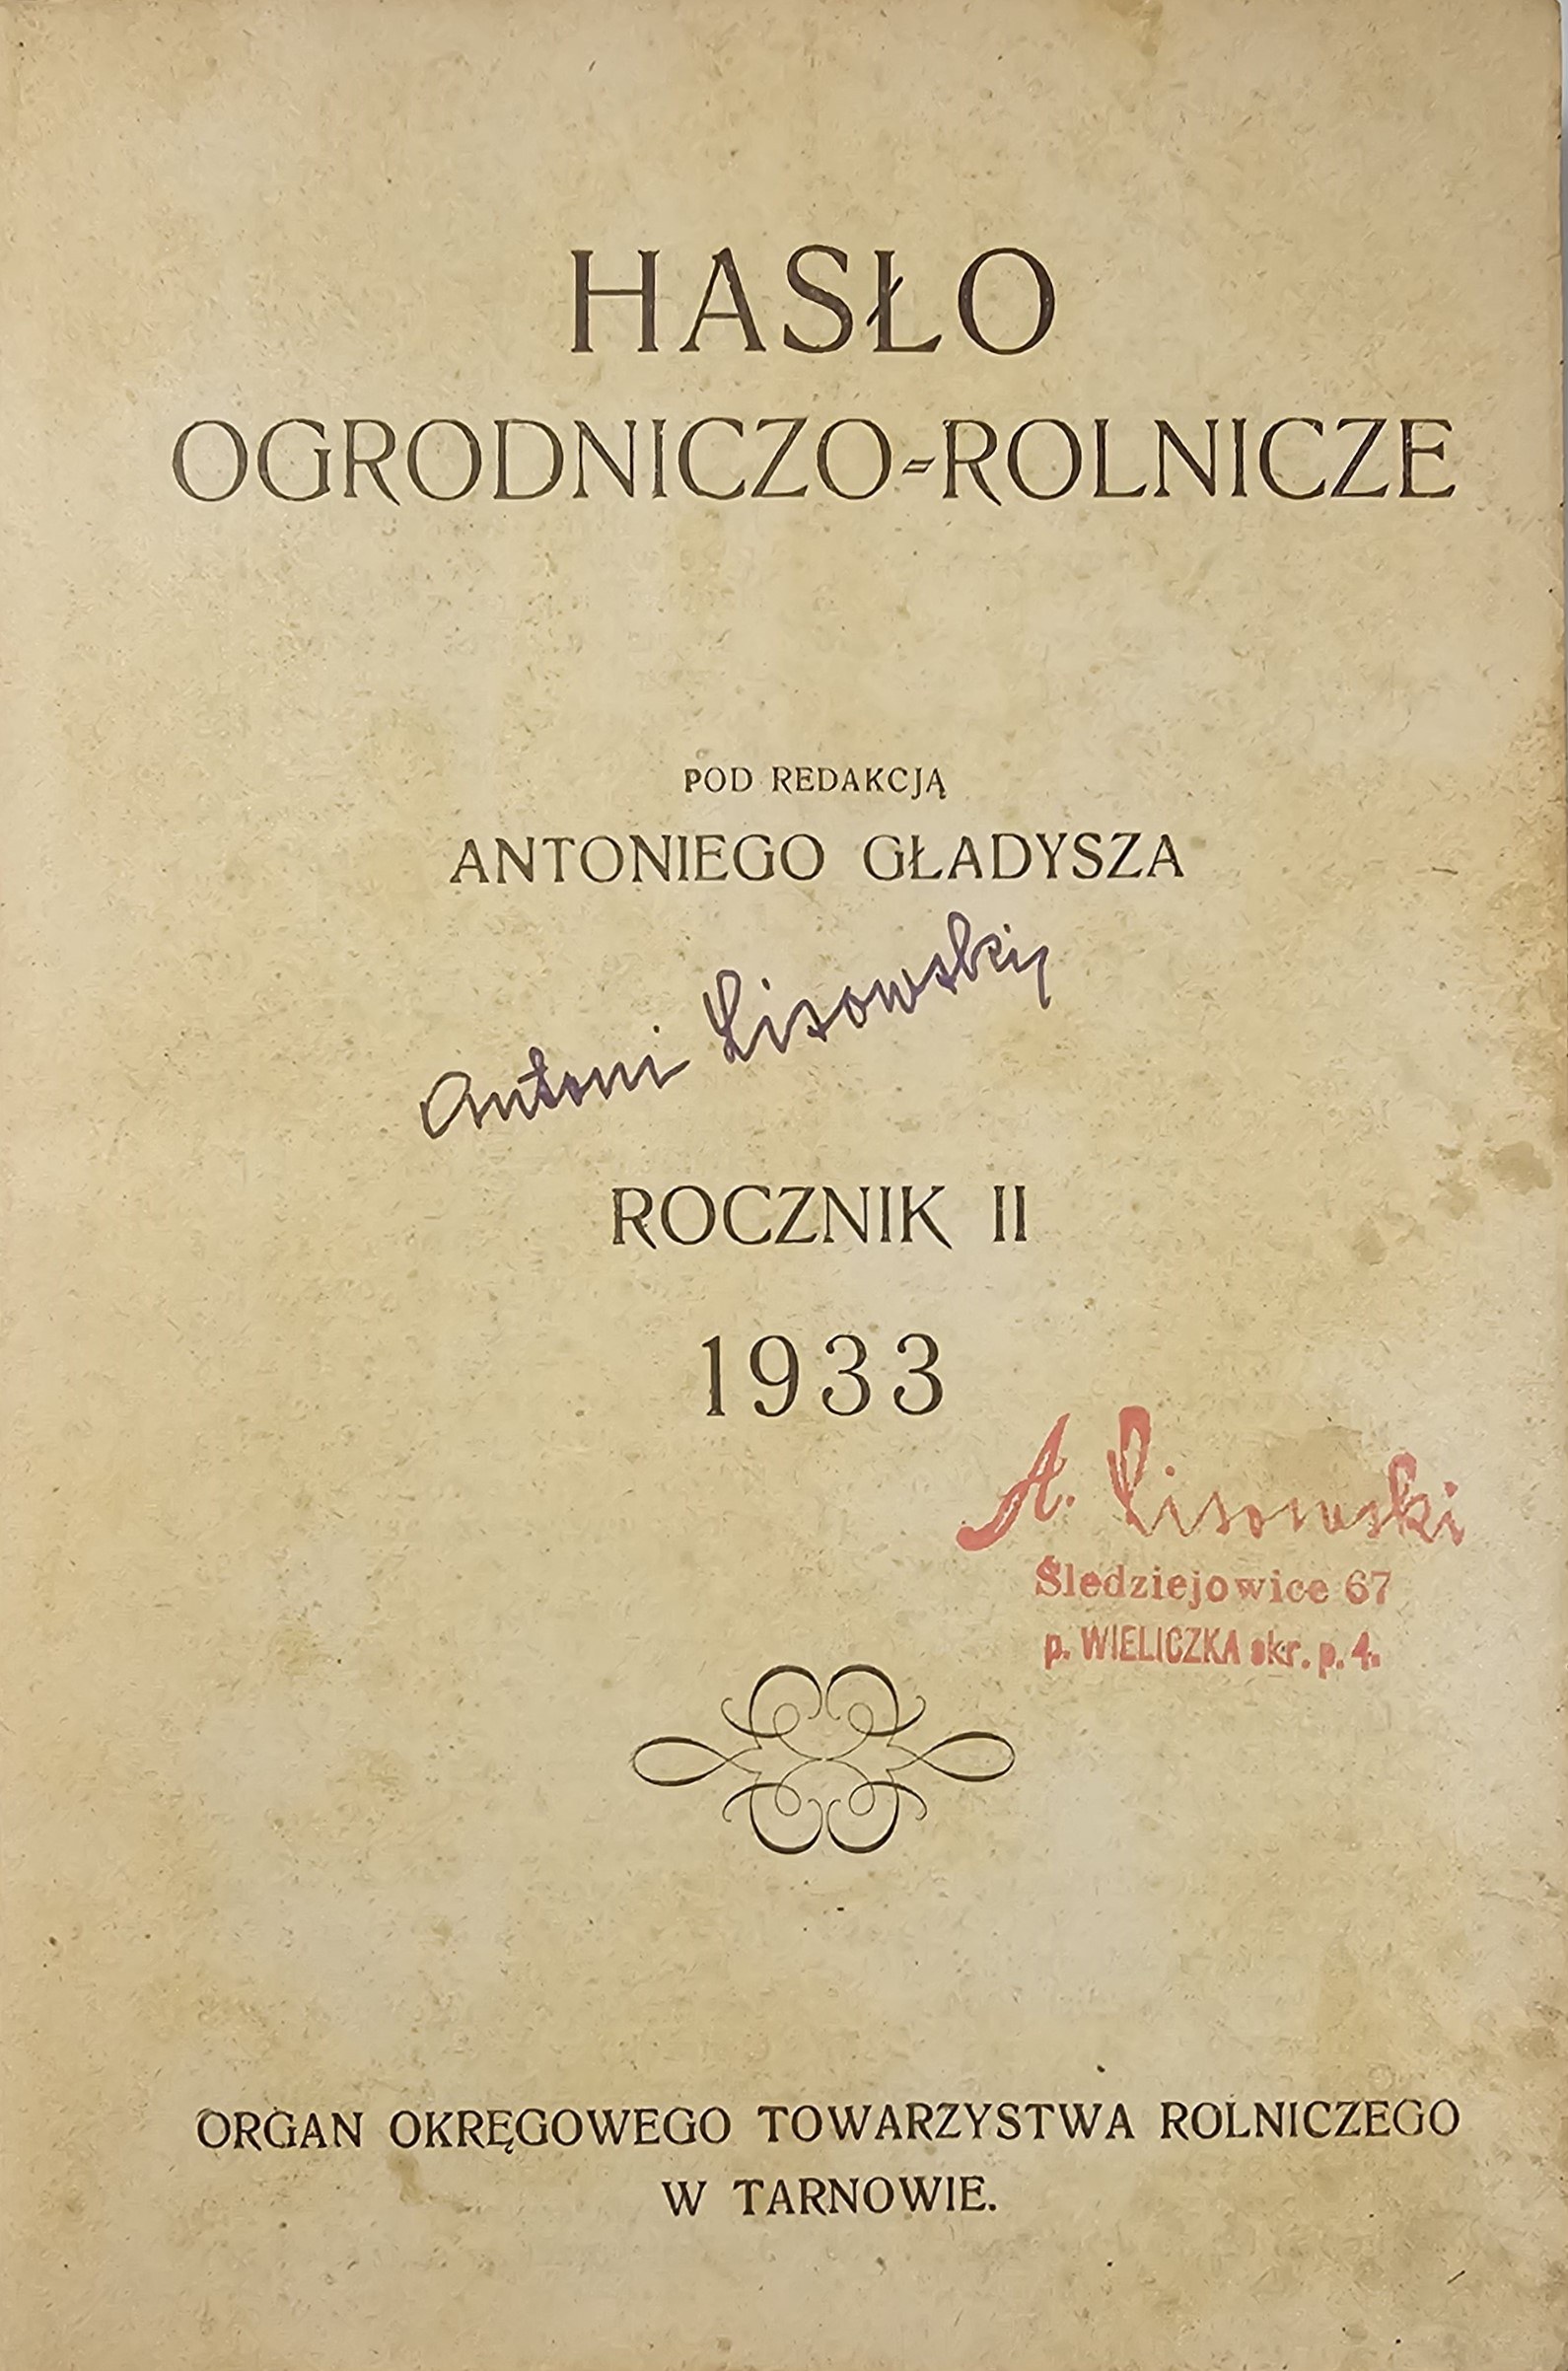 HASŁO
OGRODNICZO-ROLNICZE
POD REDAKCJĄ
ANTONIEGO GŁADYSZA
Antoni Lisowski
ROCZNIK II
1933
A. Lisowski
Śledziejowice 67
p. WIELICZKA skr. p. 4.
ORGAN OKRĘGOWEGO TOWARZYSTWA ROLNICZEGO
W TARNOWIE.